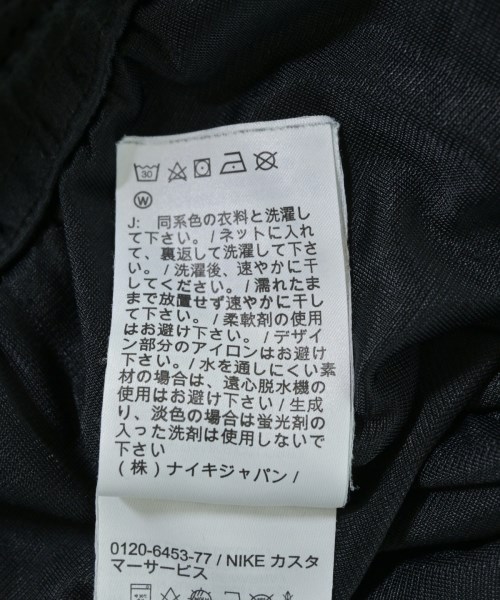 30
W
J: 同系色の衣料と洗濯し
て下さい。/ネットに入れ
て、裏返して洗濯して下さ
い。/洗濯後、速やかに干
してください。/濡れたま
まで放置せず速やかに干し
て下さい。/柔軟剤の使用
はお避け下さい。/デザイ
ン部分のアイロンはお避け
下さい。/水を通しにくい素
材の場合は、遠心脱水機の
使用はお避け下さい/生成
り、淡色の場合は蛍光剤の
入った洗剤は使用しないで
下さい
(株)ナイキジャパン/
0120-6453-77 / NIKE カスタ
マーサービス